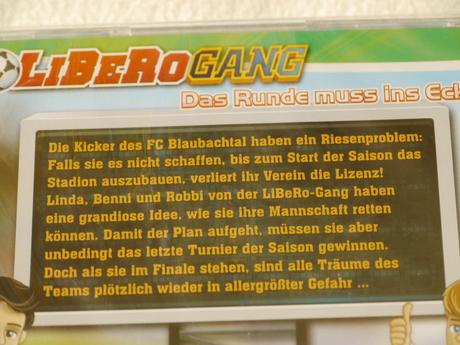 LiBeRoGANG
Das Runde muss ins Eck
Die Kicker des FC Blaubachtal haben ein Riesenproblem:
Falls sie es nicht schaffen, bis zum Start der Saison das
Stadion auszubauen, verliert ihr Verein die Lizenz!
Linda, Benni und Robbi von der LiBeRo-Gang haben
eine grandiose Idee, wie sie ihre Mannschaft retten
können. Damit der Plan aufgeht, müssen sie aber
unbedingt das letzte Turnier der Saison gewinnen.
Doch als sie im Finale stehen, sind alle Träume des
Teams plötzlich wieder in allergrößter Gefahr ...